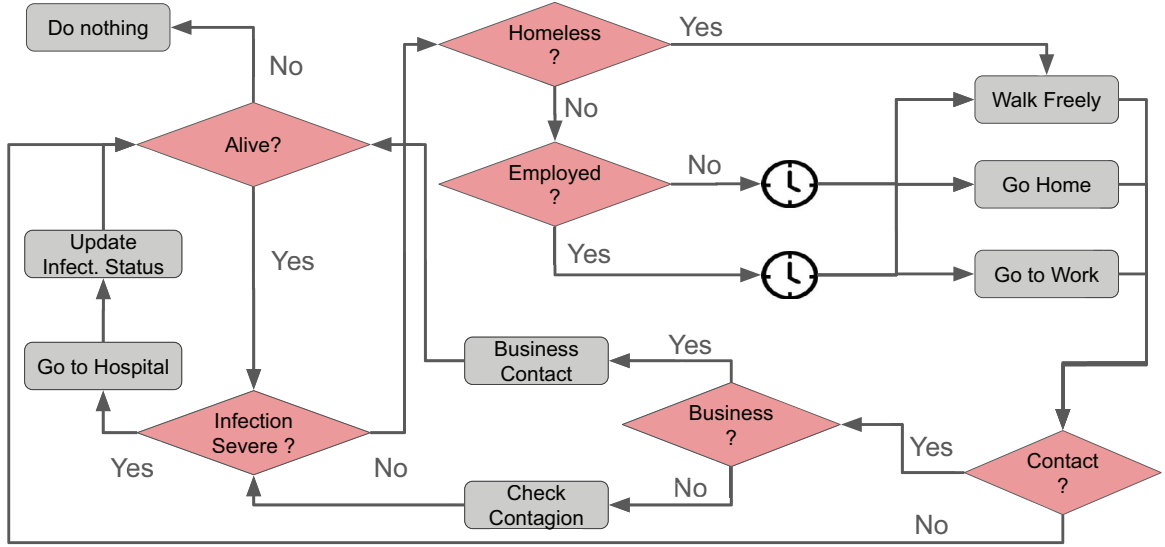 Do nothing
No
Alive?
Yes
Update
Infect. Status
Go to Hospital
Infection
Severe ?
Yes
No
Homeless
?
Yes
No
Employed
?
No
Yes
Walk Freely
Go Home
Go to Work
Business
Contact
Yes
Business
?
No
Check
Contagion
Yes
Contact
?
No